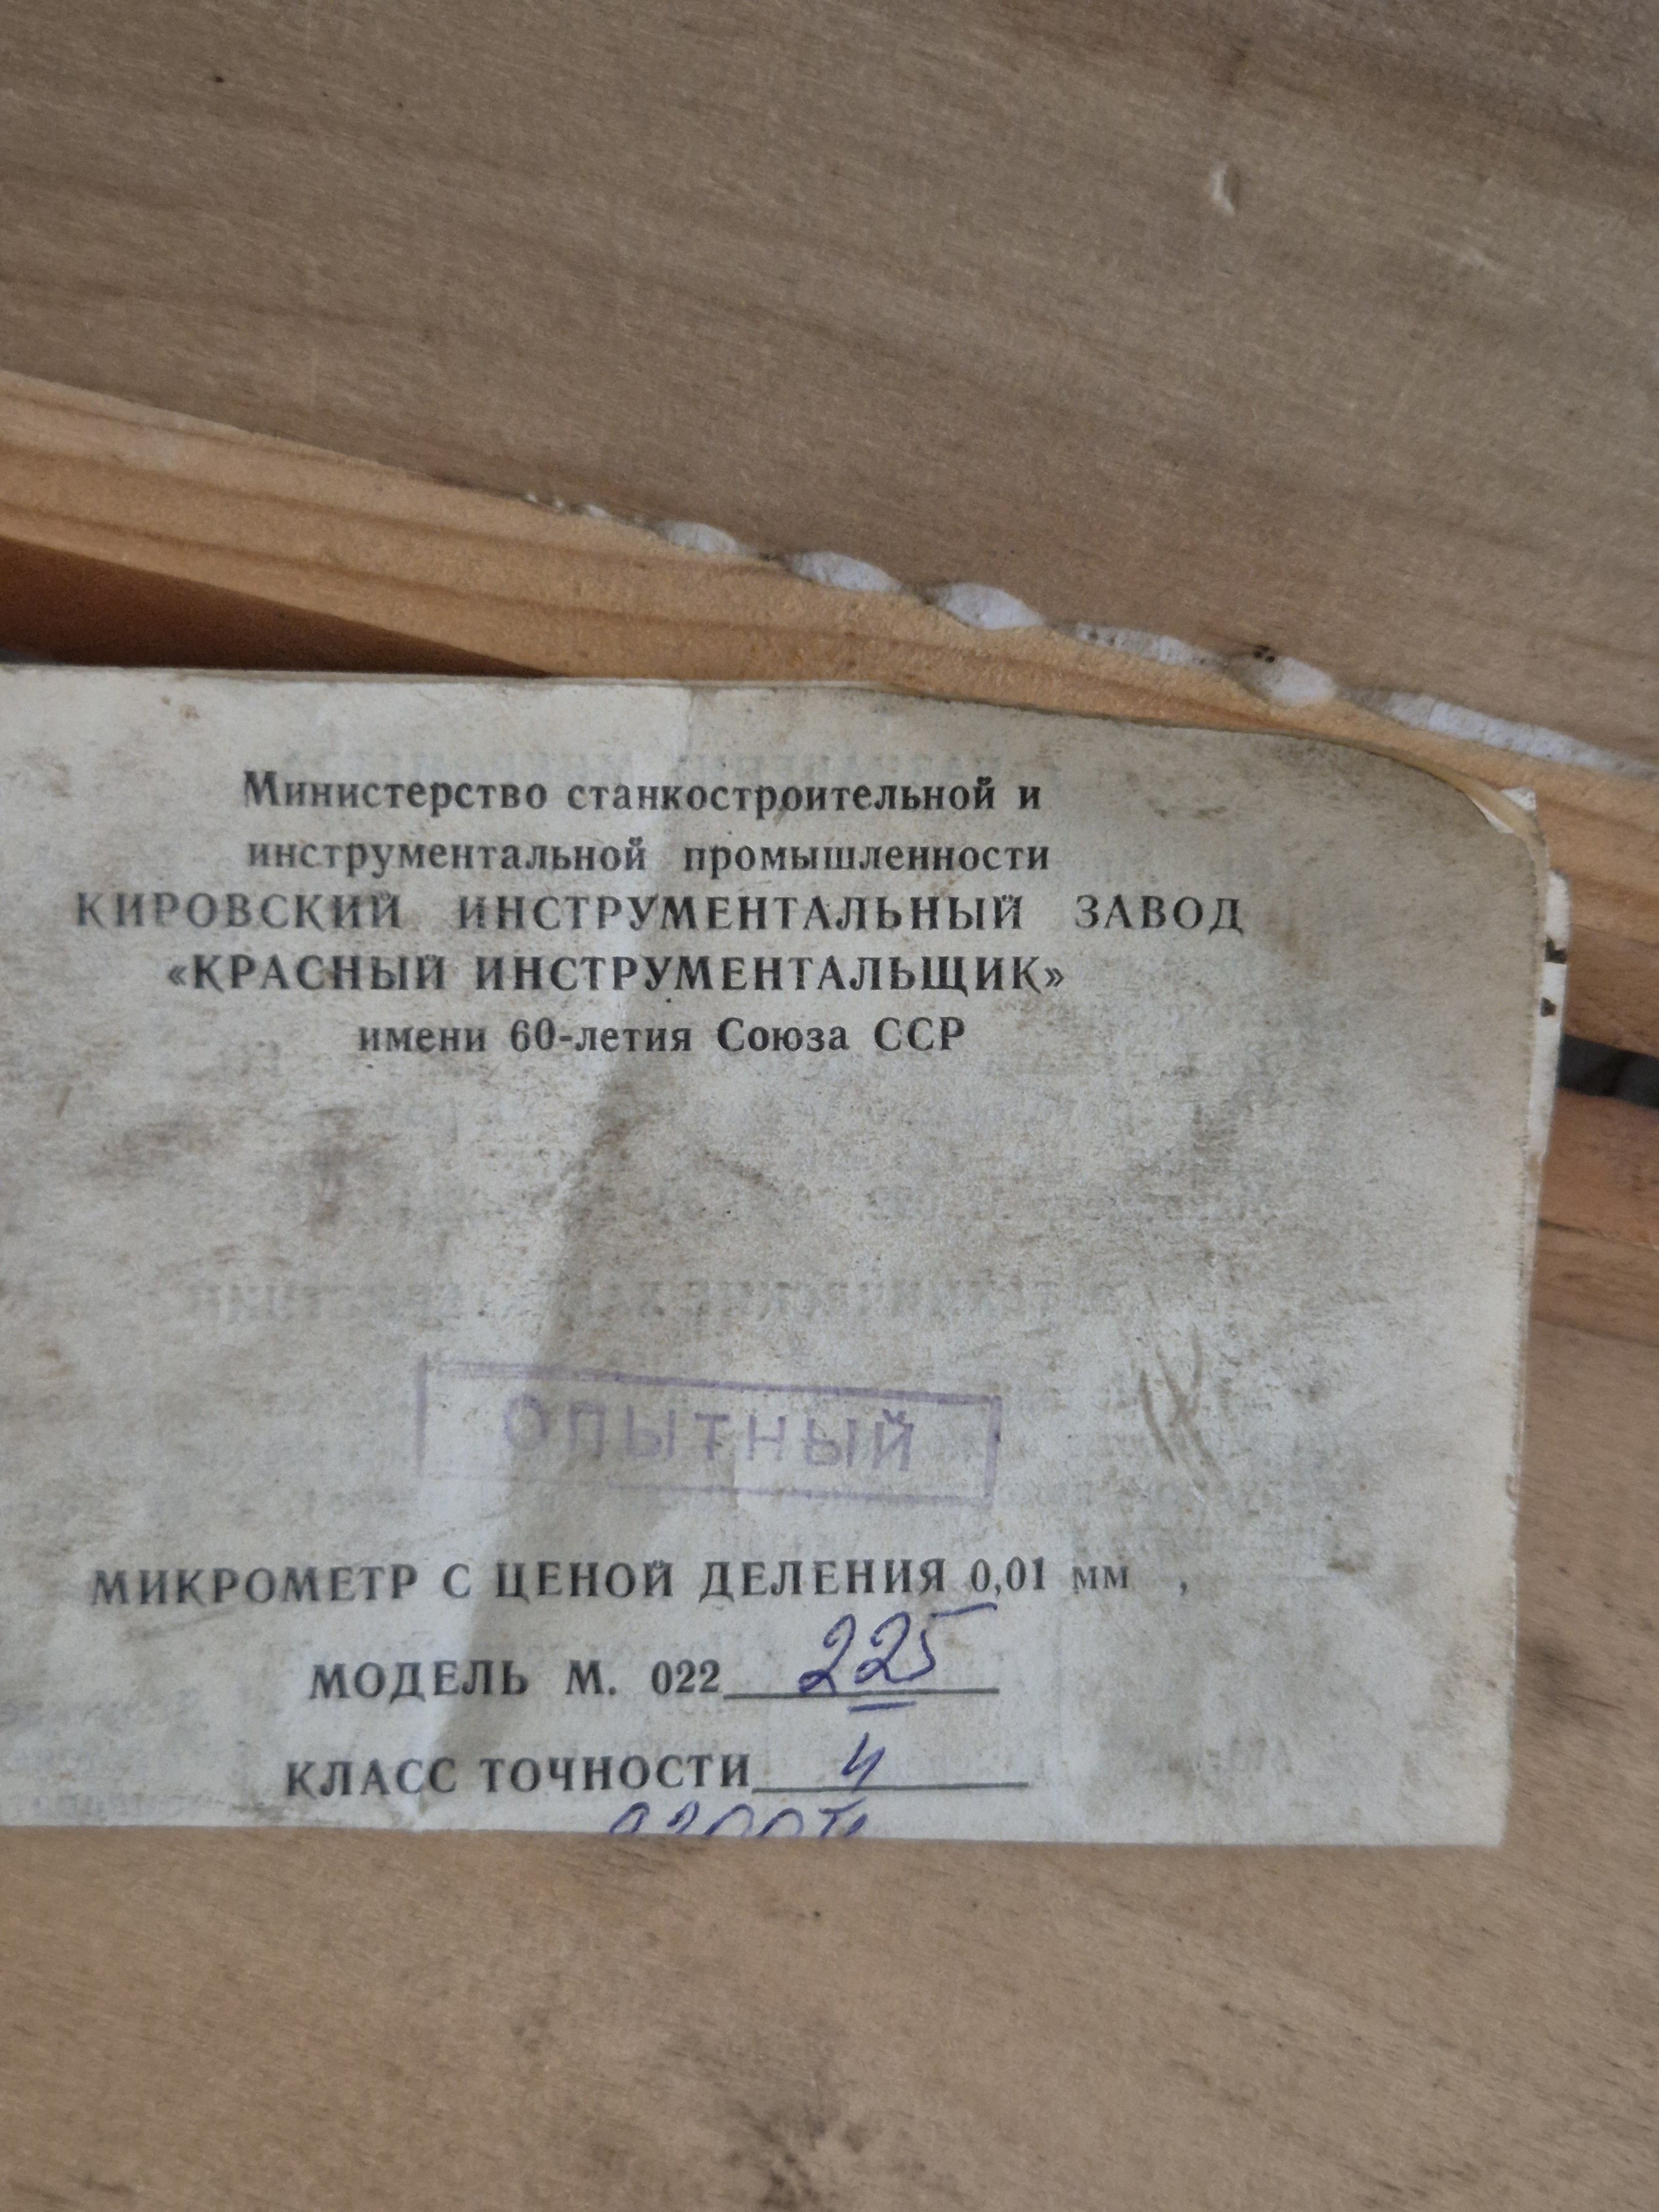 Министерство станкостроительной и
инструментальной промышленности
КИРОВСКИЙ ИНСТРУМЕНТАЛЬНЫЙ ЗАВОД
«КРАСНЫЙ ИНСТРУМЕНТАЛЬЩИК»
имени 60-летия Союза ССР
ОПЫТНЫЙ
МИКРОМЕТР С ЦЕНОЙ ДЕЛЕНИЯ 0,01 мм ,
МОДЕЛЬ М. 022 225
КЛАСС ТОЧНОСТИ